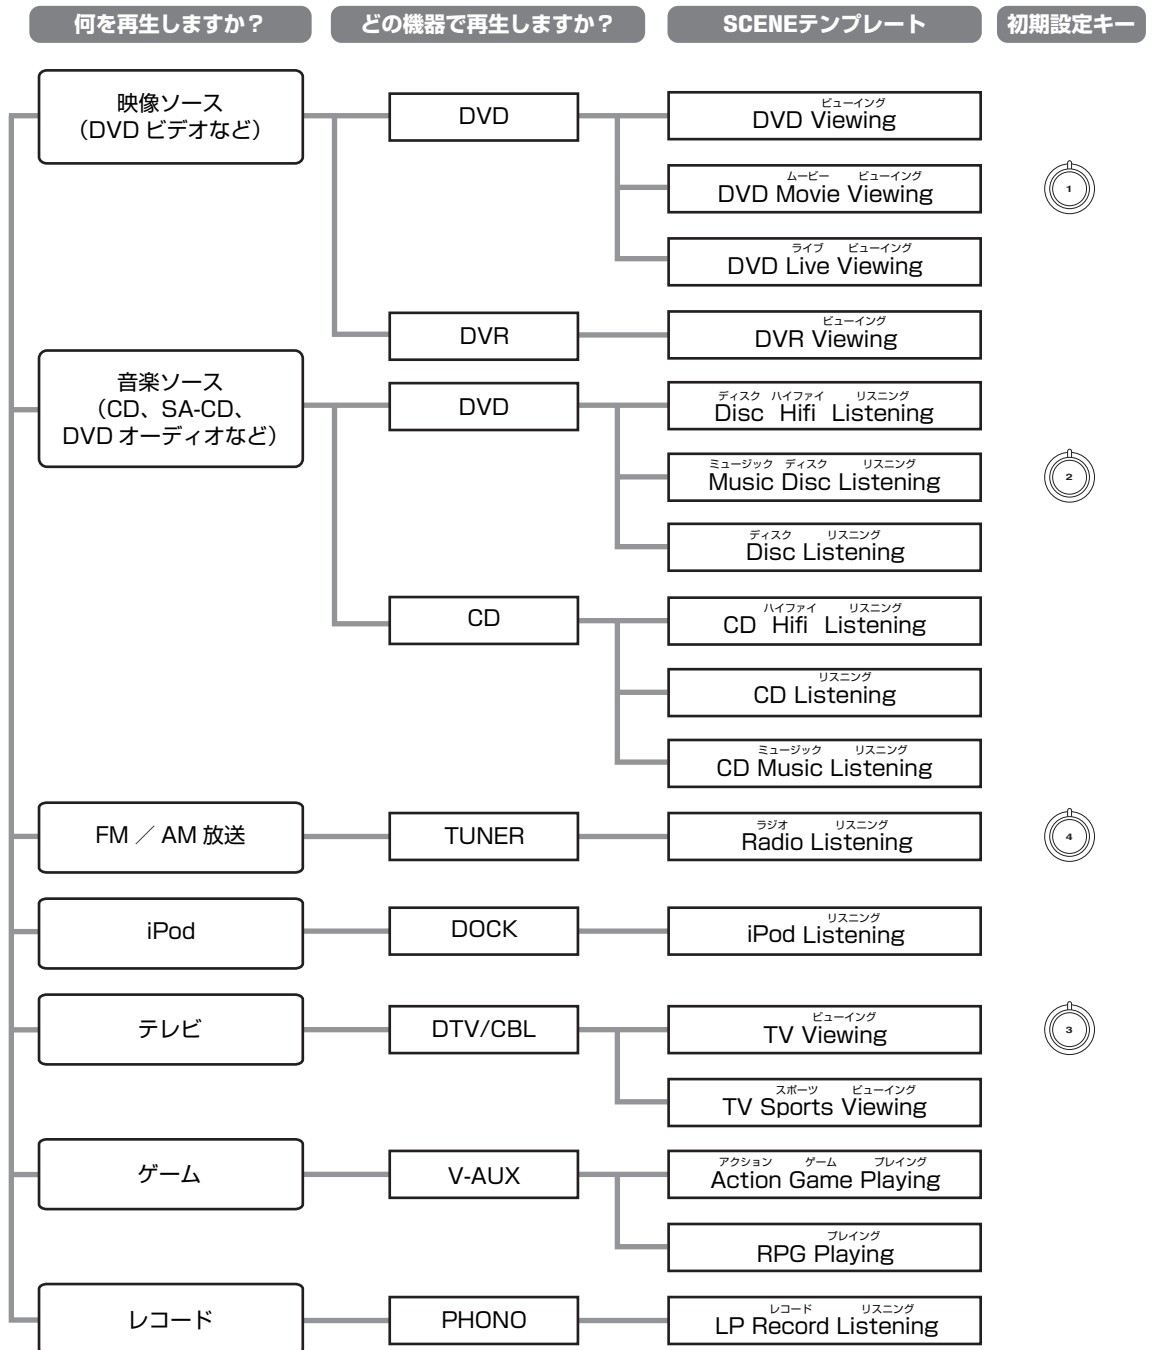 何を再生しますか？
どの機器で再生しますか？
SCENEテンプレート
初期設定キー
映像ソース
（DVD ビデオなど）
DVD
ビューイング
DVD Viewing
ムービー ビューイング
DVD Movie Viewing
1
ライブ ビューイング
DVD Live Viewing
DVR
ビューイング
DVR Viewing
音楽ソース
（CD、SA-CD、
DVD オーディオなど）
DVD
ディスク ハイファイ リスニング
Disc Hifi Listening
ミュージック ディスク リスニング
Music Disc Listening
2
ディスク リスニング
Disc Listening
CD
ハイファイ リスニング
CD Hifi Listening
リスニング
CD Listening
ミュージック リスニング
CD Music Listening
FM ／ AM 放送
TUNER
ラジオ リスニング
Radio Listening
4
iPod
DOCK
リスニング
iPod Listening
テレビ
DTV/CBL
ビューイング
TV Viewing
3
スポーツ ビューイング
TV Sports Viewing
ゲーム
V-AUX
アクション ゲーム プレイング
Action Game Playing
プレイング
RPG Playing
レコード
PHONO
レコード リスニング
LP Record Listening